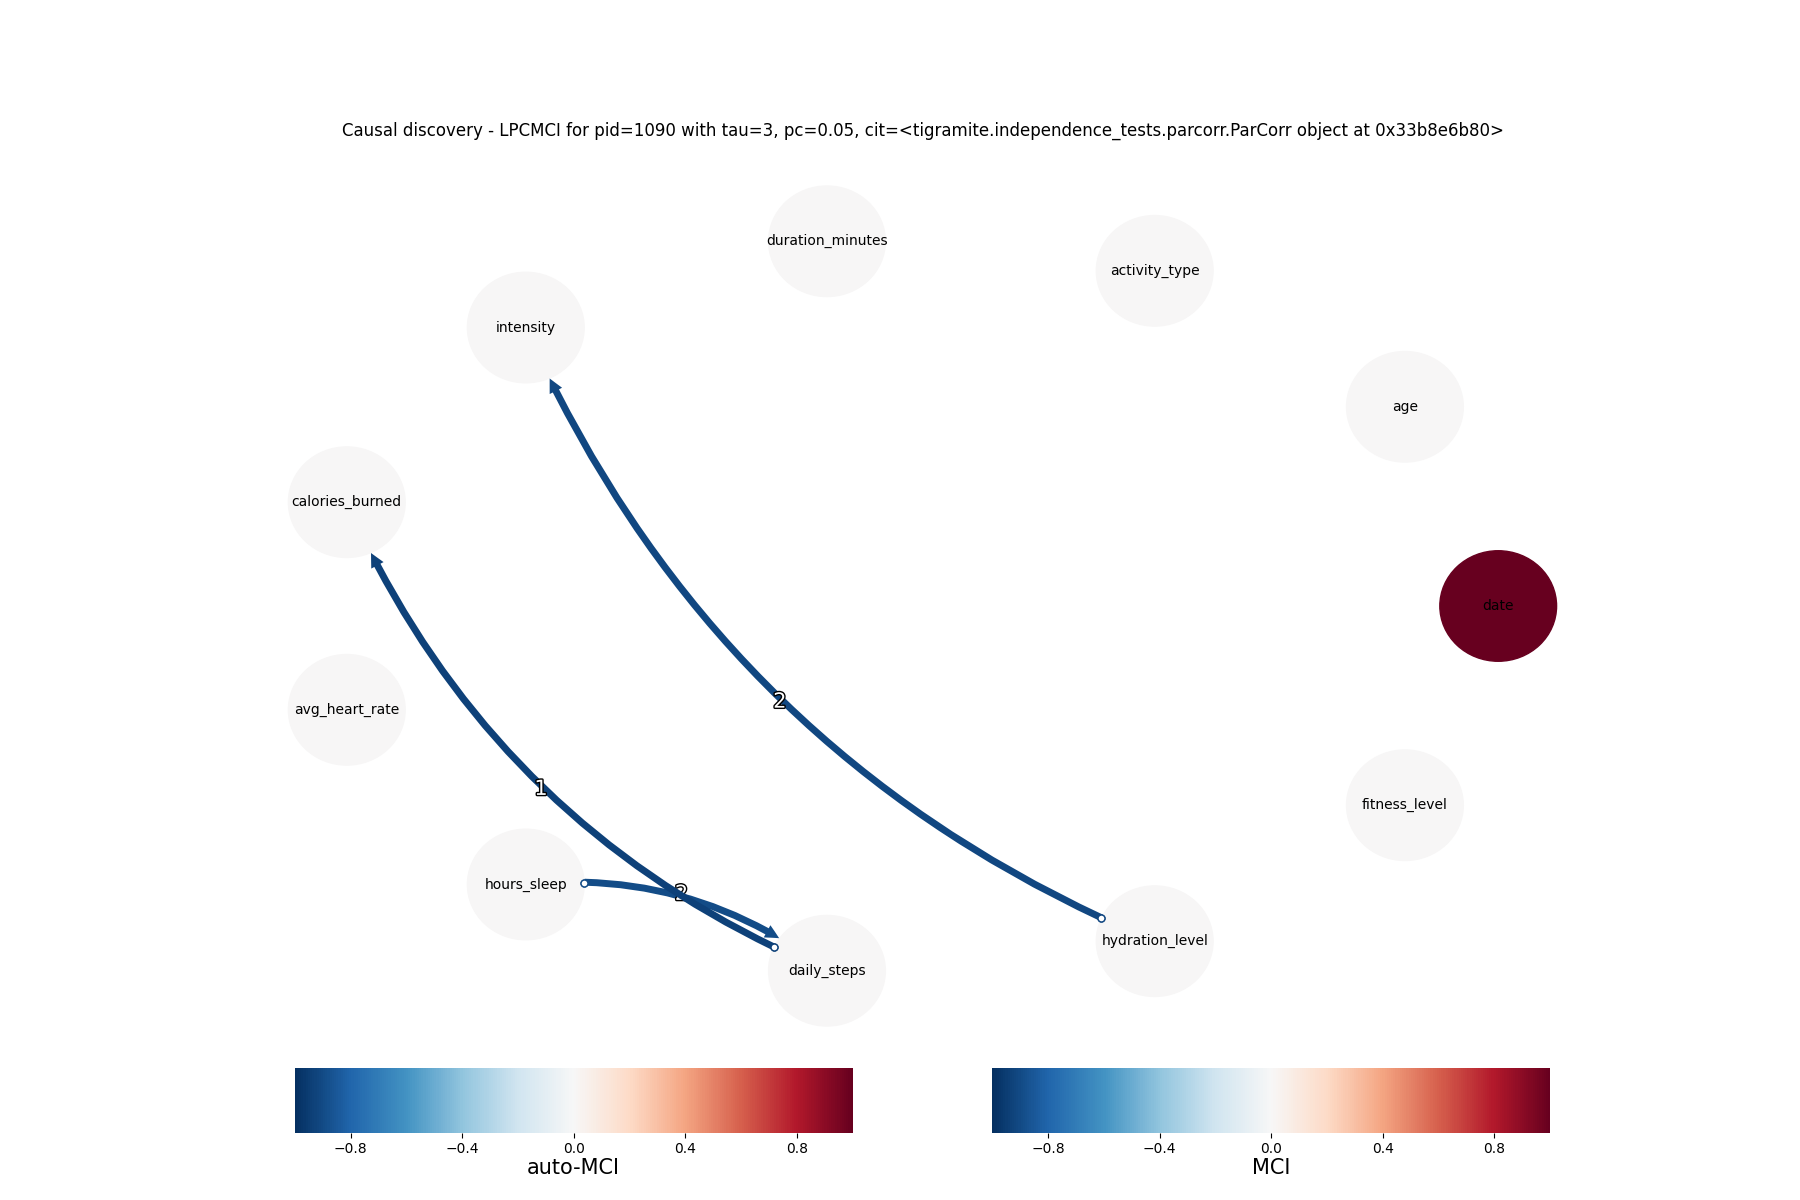 Causal discovery - LPCMCI for pid=1090 with tau=3, pc=0.05, cit=<tigramite.independence_tests.parcorr.ParCorr object at 0x33b8e6b80>
duration_minutes
activity_type
intensity
age
calories_burned
date
2
avg_heart_rate
1
fitness_level
hours_sleep
2
hydration_level
daily_steps
−0.8 −0.4 0.0 0.4 0.8
auto-MCI
−0.8 −0.4 0.0 0.4 0.8
MCI